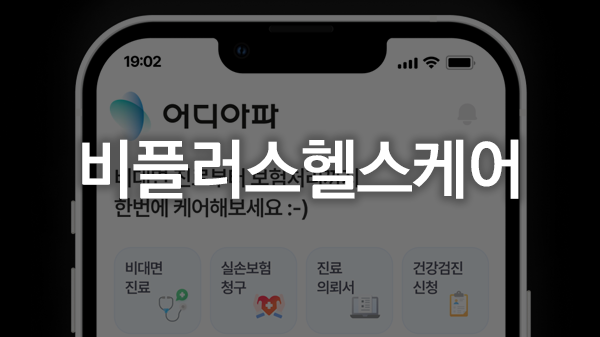 19:02
어디아파
비플러스헬스케어
한번에 케어해보세요 :-)
비대면
진료
실손보험
청구
진료
의뢰서
건강검진
신청